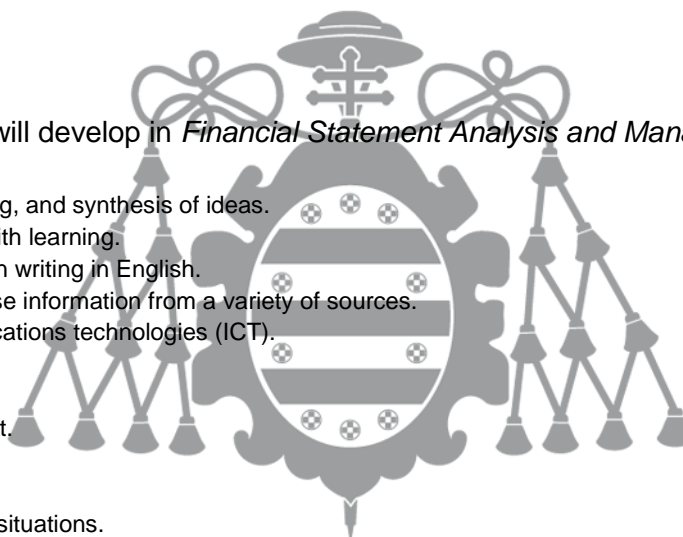 will develop in Financial Statement Analysis and Mana
g, and synthesis of ideas.
ith learning.
n writing in English.
se information from a variety of sources.
cations technologies (ICT).
t.
situations.